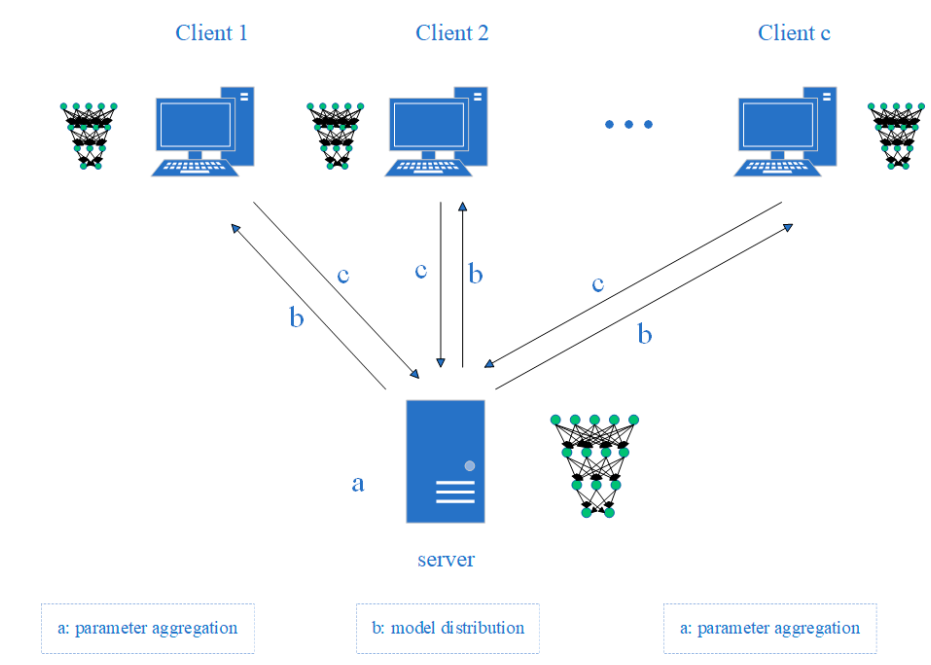 Client 1
Client 2
Client c
c
c
b
c
b
b
a
server
a: parameter aggregation
b: model distribution
a: parameter aggregation